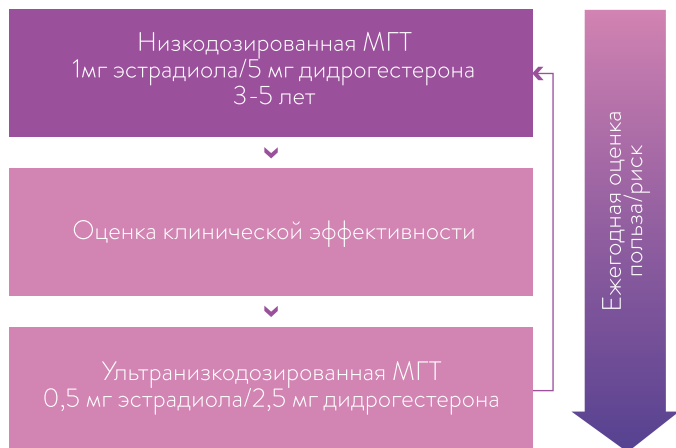 Низкодозированная МГТ
1мг эстрадиола/5 мг дидрогестерона
3-5 лет
Оценка клинической эффективности
Ультранизкодозированная МГТ
0,5 мг эстрадиола/2,5 мг дидрогестерона
Ежегодная оценка
польза/риск